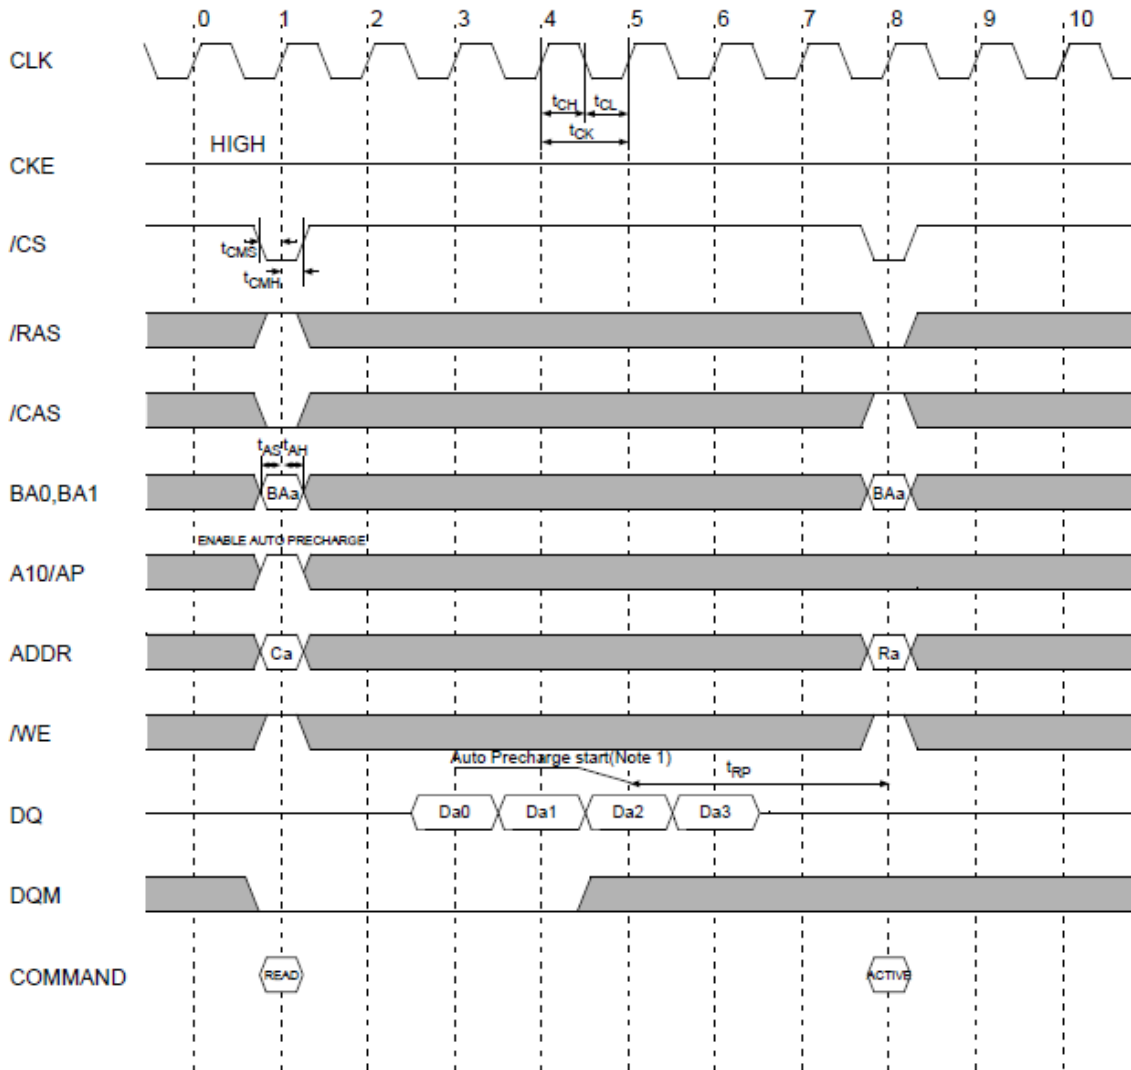 0 1 2 3 4 5 6 7 8 9 10
CLK
tCH tCL
tCK
HIGH
CKE
/CS
tCMS
tCMH
/RAS
/CAS
tAS tAH
BA0,BA1 BAa BAa
ENABLE AUTO PRECHARGE
A10/AP
ADDR Ca Ra
/WE
Auto Precharge start(Note 1) tRP
DQ Da0 Da1 Da2 Da3
DQM
COMMAND READ ACTIVE